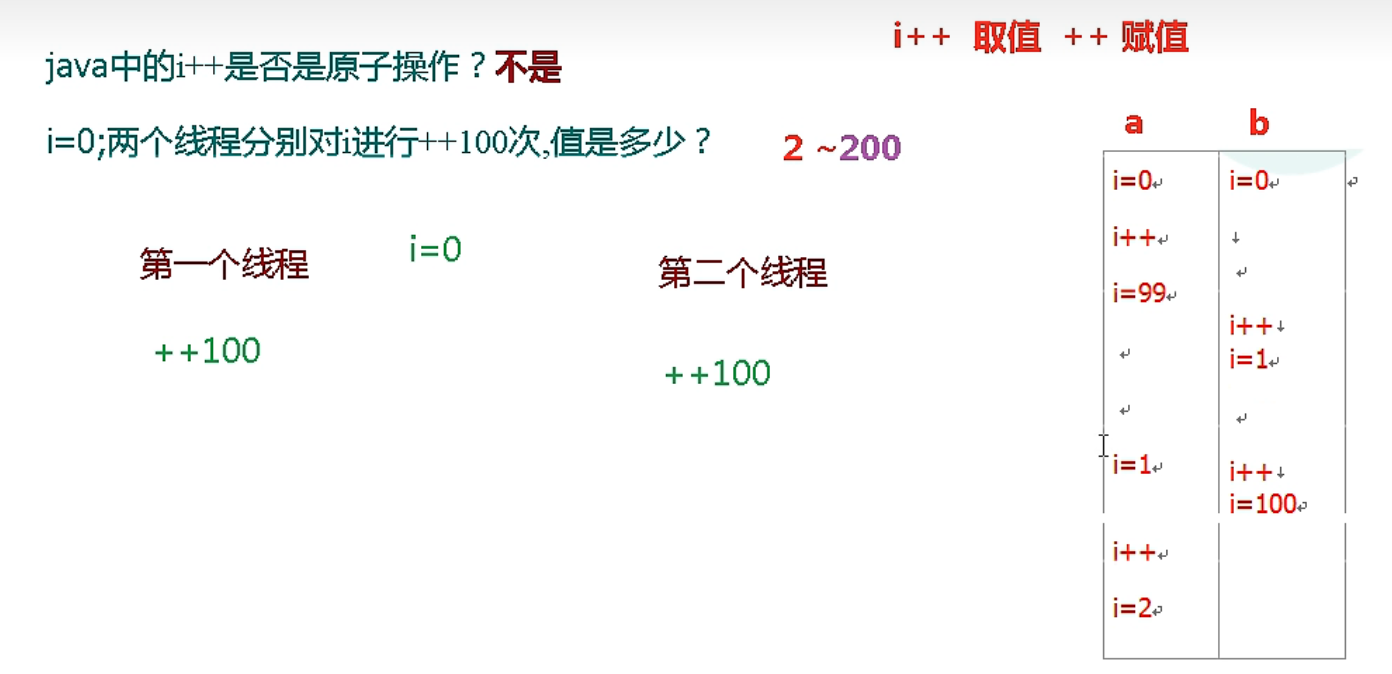 i++ 取值 ++ 赋值
java中的i++是否是原子操作？不是
i=0;两个线程分别对i进行++100次,值是多少？ 2 ~200
第一个线程
i=0
第二个线程
++100
++100
a b
i=0↵ i=0↵ ↵
i++↵ ↓
↵
i=99↵
i++↓
↵ i=1↵
↵ ↵
i=1↵ i++↓
i=100↵
i++↵
i=2↵